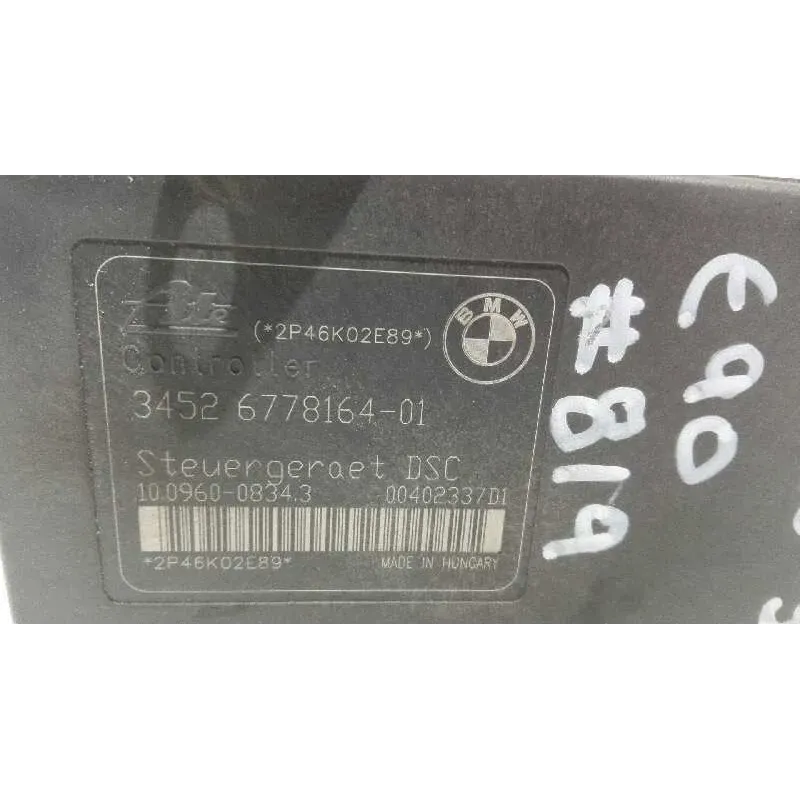 Ate
(*2P46K02E89*)
BMW
Controller
3452 6778164-01
Steuergeraet DSC
10.0960-0834.3 00402337D1
*2P46K02E89*
MADE IN HUNGARY
E90
#819